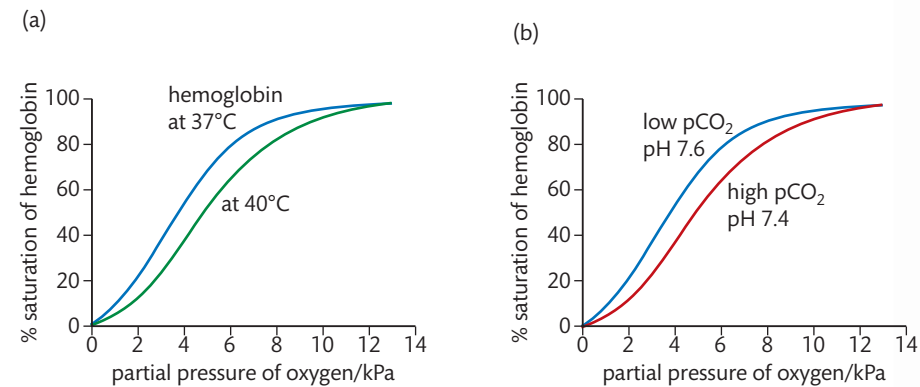 (a)
% saturation of hemoglobin
100
80
60
40
20
0
hemoglobin
at 37°C
at 40°C
0 2 4 6 8 10 12 14
partial pressure of oxygen/kPa
(b)
% saturation of hemoglobin
100
80
60
40
20
0
low pCO₂
pH 7.6
high pCO₂
pH 7.4
0 2 4 6 8 10 12 14
partial pressure of oxygen/kPa